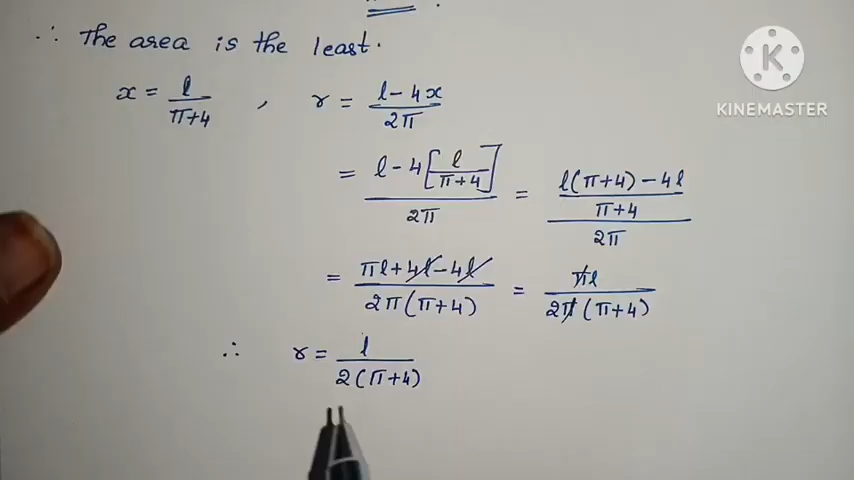 ∴ The area is the least.
KINEMASTER
x = l/(π+4) , r = (l-4x)/2π
= (l-4[l/(π+4)])/2π = ((l(π+4)-4l)/(π+4))/2π
= (πl+4l-4l)/(2π(π+4)) = πl/(2π(π+4))
∴ r = l/(2(π+4))